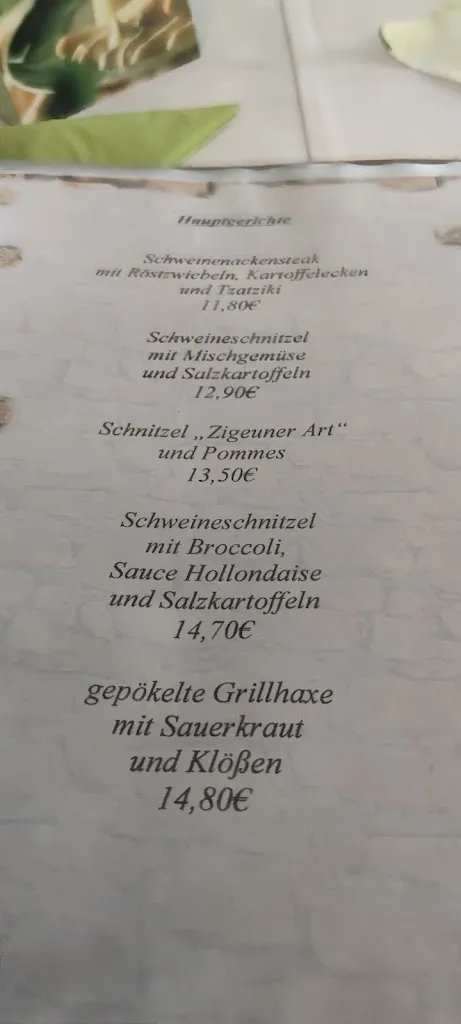 Hauptgerichte
Schweinenackensteak
mit Röstzwiebeln, Kartoffelecken
und Tzatziki
11,80€
Schweineschnitzel
mit Mischgemüse
und Salzkartoffeln
12,90€
Schnitzel „Zigeuner Art“
und Pommes
13,50€
Schweineschnitzel
mit Broccoli,
Sauce Hollondaise
und Salzkartoffeln
14,70€
gepökelte Grillhaxe
mit Sauerkraut
und Klößen
14,80€